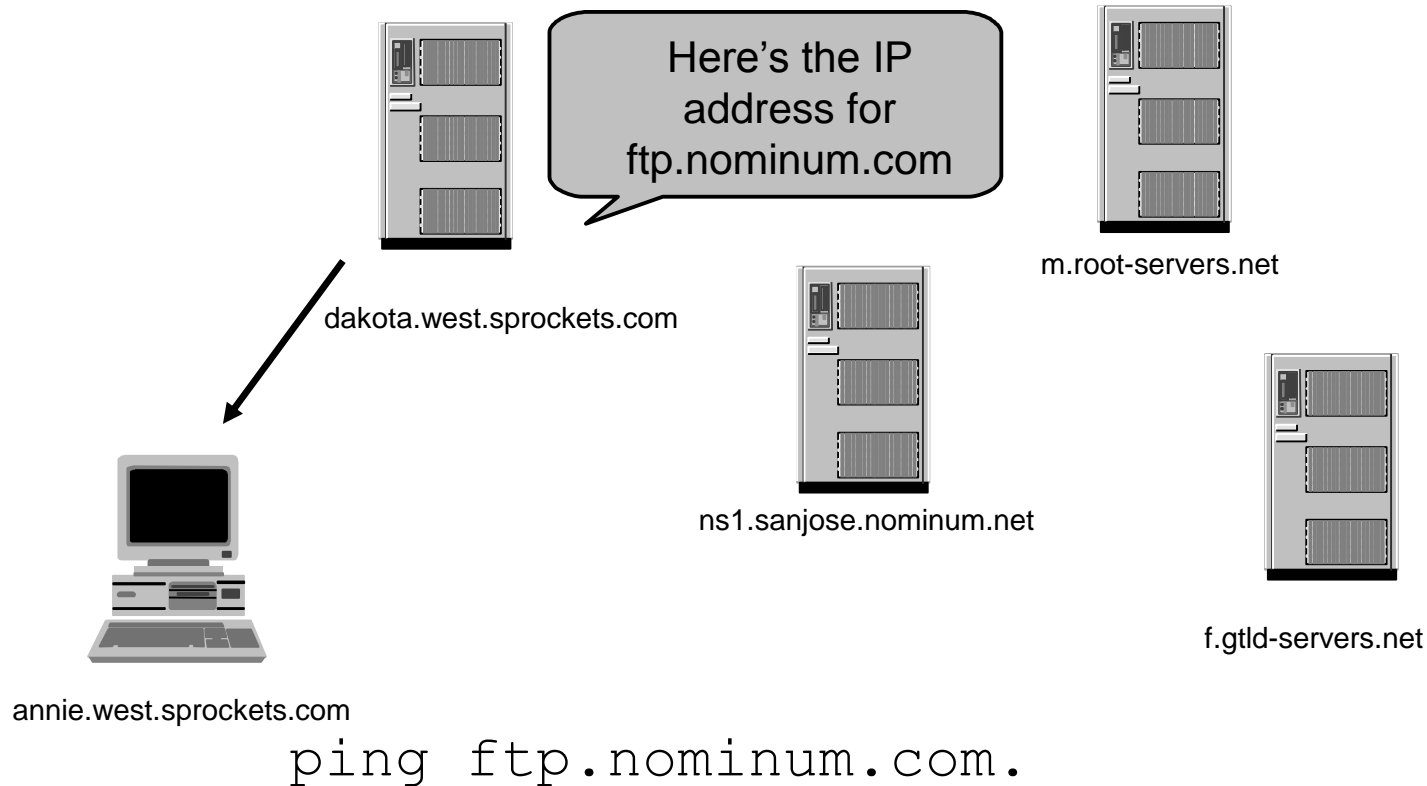 Here’s the IP
address for
ftp.nominum.com
m.root-servers.net
dakota.west.sprockets.com
ns1.sanjose.nominum.net
f.gtld-servers.net
annie.west.sprockets.com
ping ftp.nominum.com.